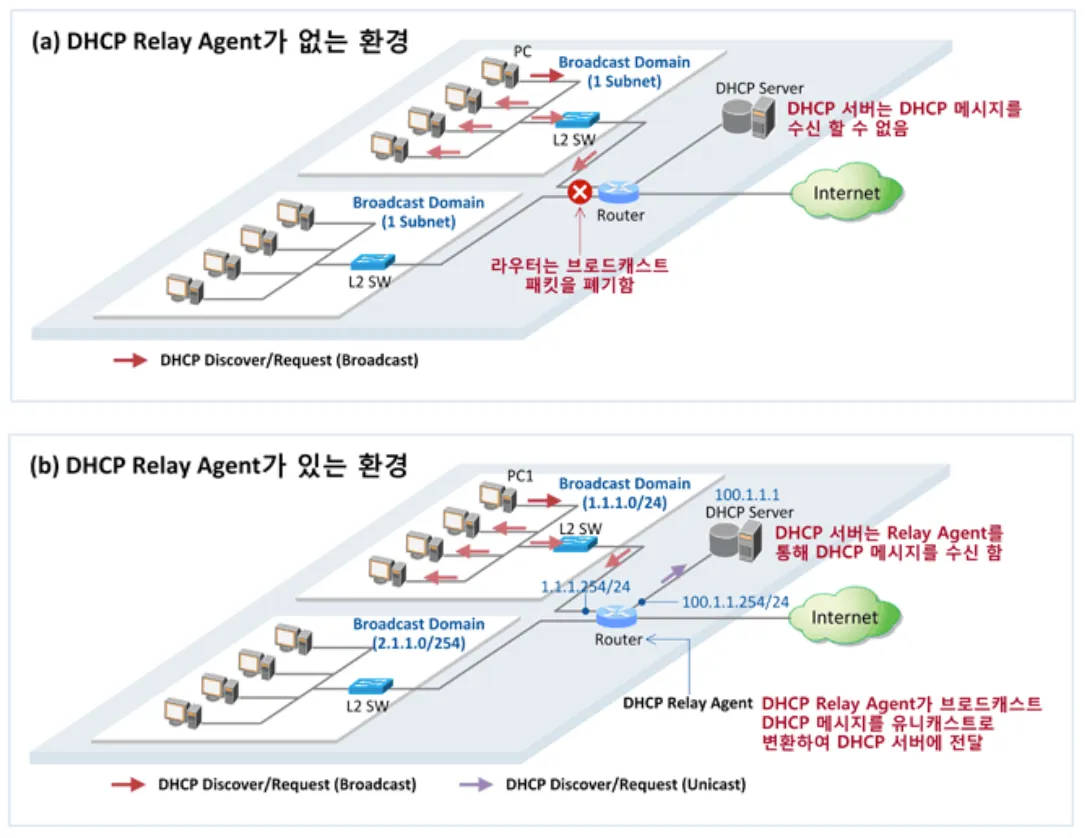 (a) DHCP Relay Agent가 없는 환경
PC
Broadcast Domain
(1 Subnet)
DHCP Server
DHCP 서버는 DHCP 메시지를
수신 할 수 없음
L2 SW
Internet
Router
Broadcast Domain
(1 Subnet)
L2 SW
라우터는 브로드캐스트
패킷을 폐기함
DHCP Discover/Request (Broadcast)
(b) DHCP Relay Agent가 있는 환경
PC1
Broadcast Domain
(1.1.1.0/24)
100.1.1.1
DHCP Server
L2 SW
DHCP 서버는 Relay Agent를
통해 DHCP 메시지를 수신 함
1.1.1.254/24
100.1.1.254/24
Internet
Router
Broadcast Domain
(2.1.1.0/254)
L2 SW
DHCP Relay Agent
DHCP Relay Agent가 브로드캐스트
DHCP 메시지를 유니캐스트로
변환하여 DHCP 서버에 전달
DHCP Discover/Request (Broadcast)
DHCP Discover/Request (Unicast)